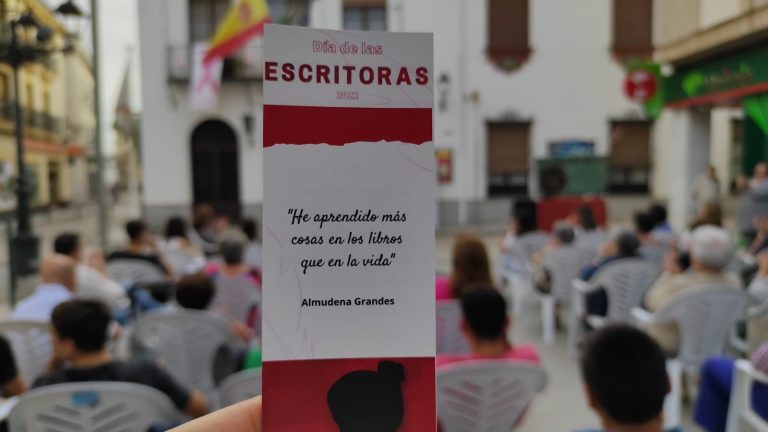 Día de las
ESCRITORAS
2022
"He aprendido más
cosas en los libros
que en la vida"
Almudena Grandes